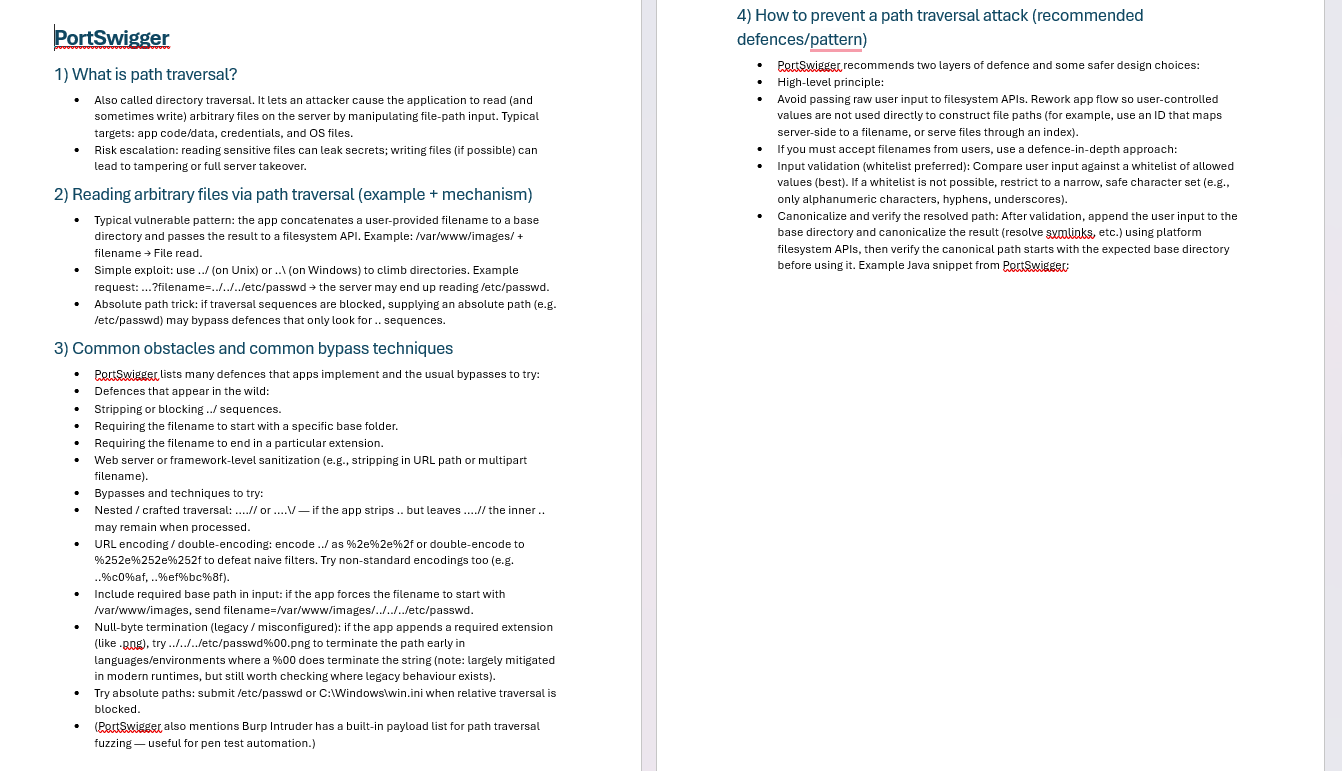 PortSwigger
1) What is path traversal?
• Also called directory traversal. It lets an attacker cause the application to read (and
sometimes write) arbitrary files on the server by manipulating file-path input. Typical
targets: app code/data, credentials, and OS files.
• Risk escalation: reading sensitive files can leak secrets; writing files (if possible) can
lead to tampering or full server takeover.
2) Reading arbitrary files via path traversal (example + mechanism)
• Typical vulnerable pattern: the app concatenates a user-provided filename to a base
directory and passes the result to a filesystem API. Example: /var/www/images/ +
filename → File read.
• Simple exploit: use ../ (on Unix) or ..\ (on Windows) to climb directories. Example
request: ...?filename=../../../etc/passwd → the server may end up reading /etc/passwd.
• Absolute path trick: if traversal sequences are blocked, supplying an absolute path (e.g.
/etc/passwd) may bypass defences that only look for .. sequences.
3) Common obstacles and common bypass techniques
• PortSwigger lists many defences that apps implement and the usual bypasses to try:
• Defences that appear in the wild:
• Stripping or blocking ../ sequences.
• Requiring the filename to start with a specific base folder.
• Requiring the filename to end in a particular extension.
• Web server or framework-level sanitization (e.g., stripping in URL path or multipart
filename).
• Bypasses and techniques to try:
• Nested / crafted traversal: ....// or ....\/ — if the app strips .. but leaves ....// the inner ..
may remain when processed.
• URL encoding / double-encoding: encode ../ as %2e%2e%2f or double-encode to
%252e%252e%252f to defeat naive filters. Try non-standard encodings too (e.g.
..%c0%af, ..%ef%bc%8f).
• Include required base path in input: if the app forces the filename to start with
/var/www/images, send filename=/var/www/images/../../../etc/passwd.
• Null-byte termination (legacy / misconfigured): if the app appends a required extension
(like .png), try ../../../etc/passwd%00.png to terminate the path early in
languages/environments where a %00 does terminate the string (note: largely mitigated
in modern runtimes, but still worth checking where legacy behaviour exists).
• Try absolute paths: submit /etc/passwd or C:\Windows\win.ini when relative traversal is
blocked.
• (PortSwigger also mentions Burp Intruder has a built-in payload list for path traversal
fuzzing — useful for pen test automation.)
4) How to prevent a path traversal attack (recommended
defences/pattern)
• PortSwigger recommends two layers of defence and some safer design choices:
• High-level principle:
• Avoid passing raw user input to filesystem APIs. Rework app flow so user-controlled
values are not used directly to construct file paths (for example, use an ID that maps
server-side to a filename, or serve files through an index).
• If you must accept filenames from users, use a defence-in-depth approach:
• Input validation (whitelist preferred): Compare user input against a whitelist of allowed
values (best). If a whitelist is not possible, restrict to a narrow, safe character set (e.g.,
only alphanumeric characters, hyphens, underscores).
• Canonicalize and verify the resolved path: After validation, append the user input to the
base directory and canonicalize the result (resolve symlinks, etc.) using platform
filesystem APIs, then verify the canonical path starts with the expected base directory
before using it. Example Java snippet from PortSwigger: